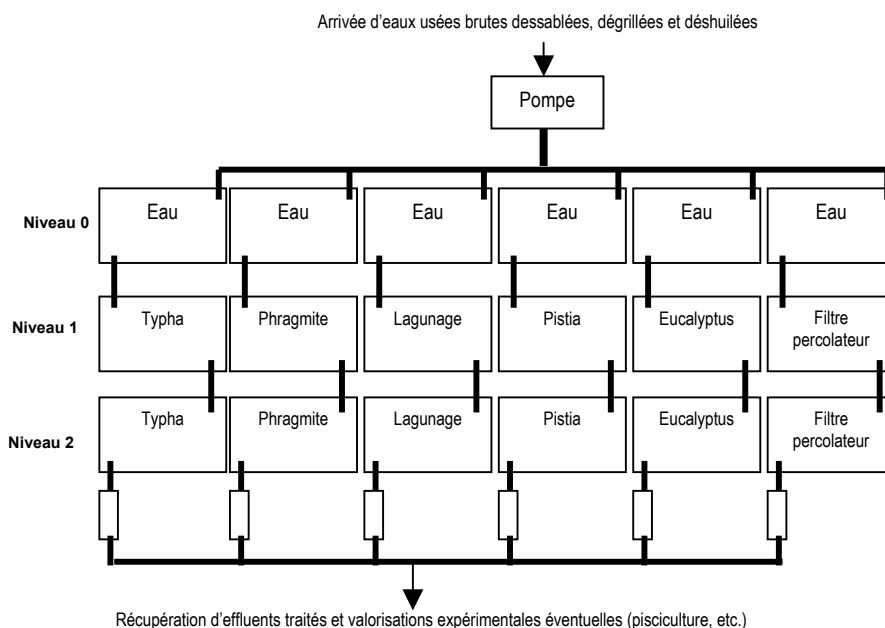 Arrivée d'eaux usées brutes dessablées, dégrillées et déshuilées
Pompe
Niveau 0
Eau Eau Eau Eau Eau Eau
Niveau 1
Typha Phragmite Lagunage Pistia Eucalyptus Filtre
percolateur
Niveau 2
Typha Phragmite Lagunage Pistia Eucalyptus Filtre
percolateur
Récupération d'effluents traités et valorisations expérimentales éventuelles (pisciculture, etc.)